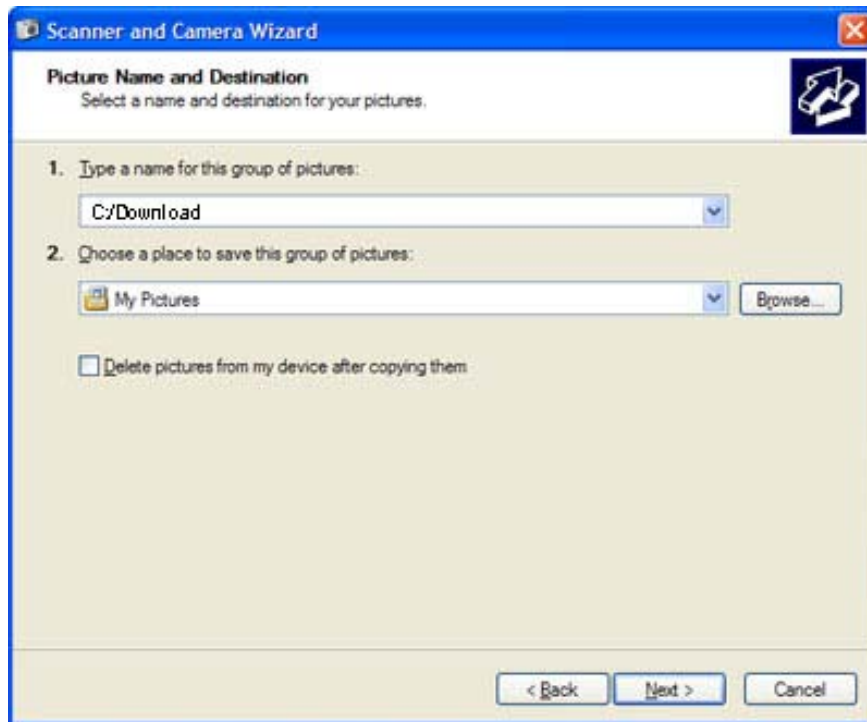 Scanner and Camera Wizard
Picture Name and Destination
Select a name and destination for your pictures.
1. Type a name for this group of pictures:
C:/Download
2. Choose a place to save this group of pictures:
My Pictures
Browse...
Delete pictures from my device after copying them
< Back Next > Cancel